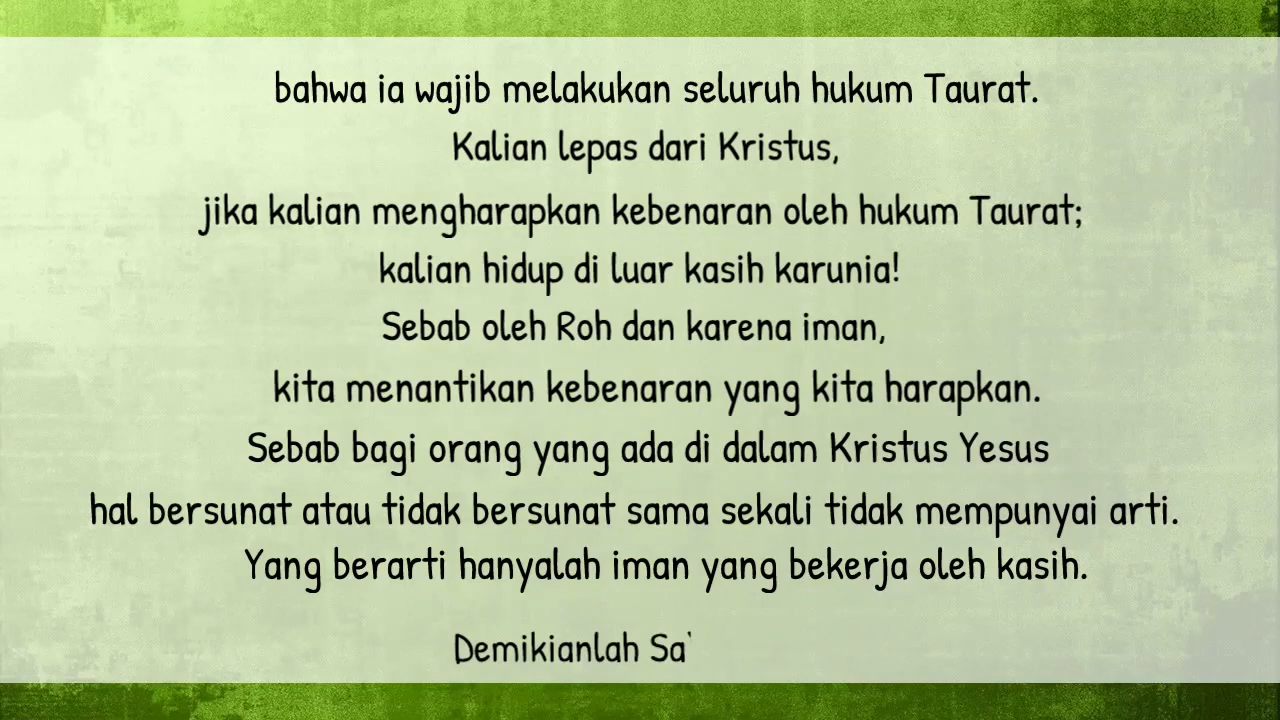 bahwa ia wajib melakukan seluruh hukum Taurat.
Kalian lepas dari Kristus,
jika kalian mengharapkan kebenaran oleh hukum Taurat;
kalian hidup di luar kasih karunia!
Sebab oleh Roh dan karena iman,
kita menantikan kebenaran yang kita harapkan.
Sebab bagi orang yang ada di dalam Kristus Yesus
hal bersunat atau tidak bersunat sama sekali tidak mempunyai arti.
Yang berarti hanyalah iman yang bekerja oleh kasih.
Demikianlah Sa